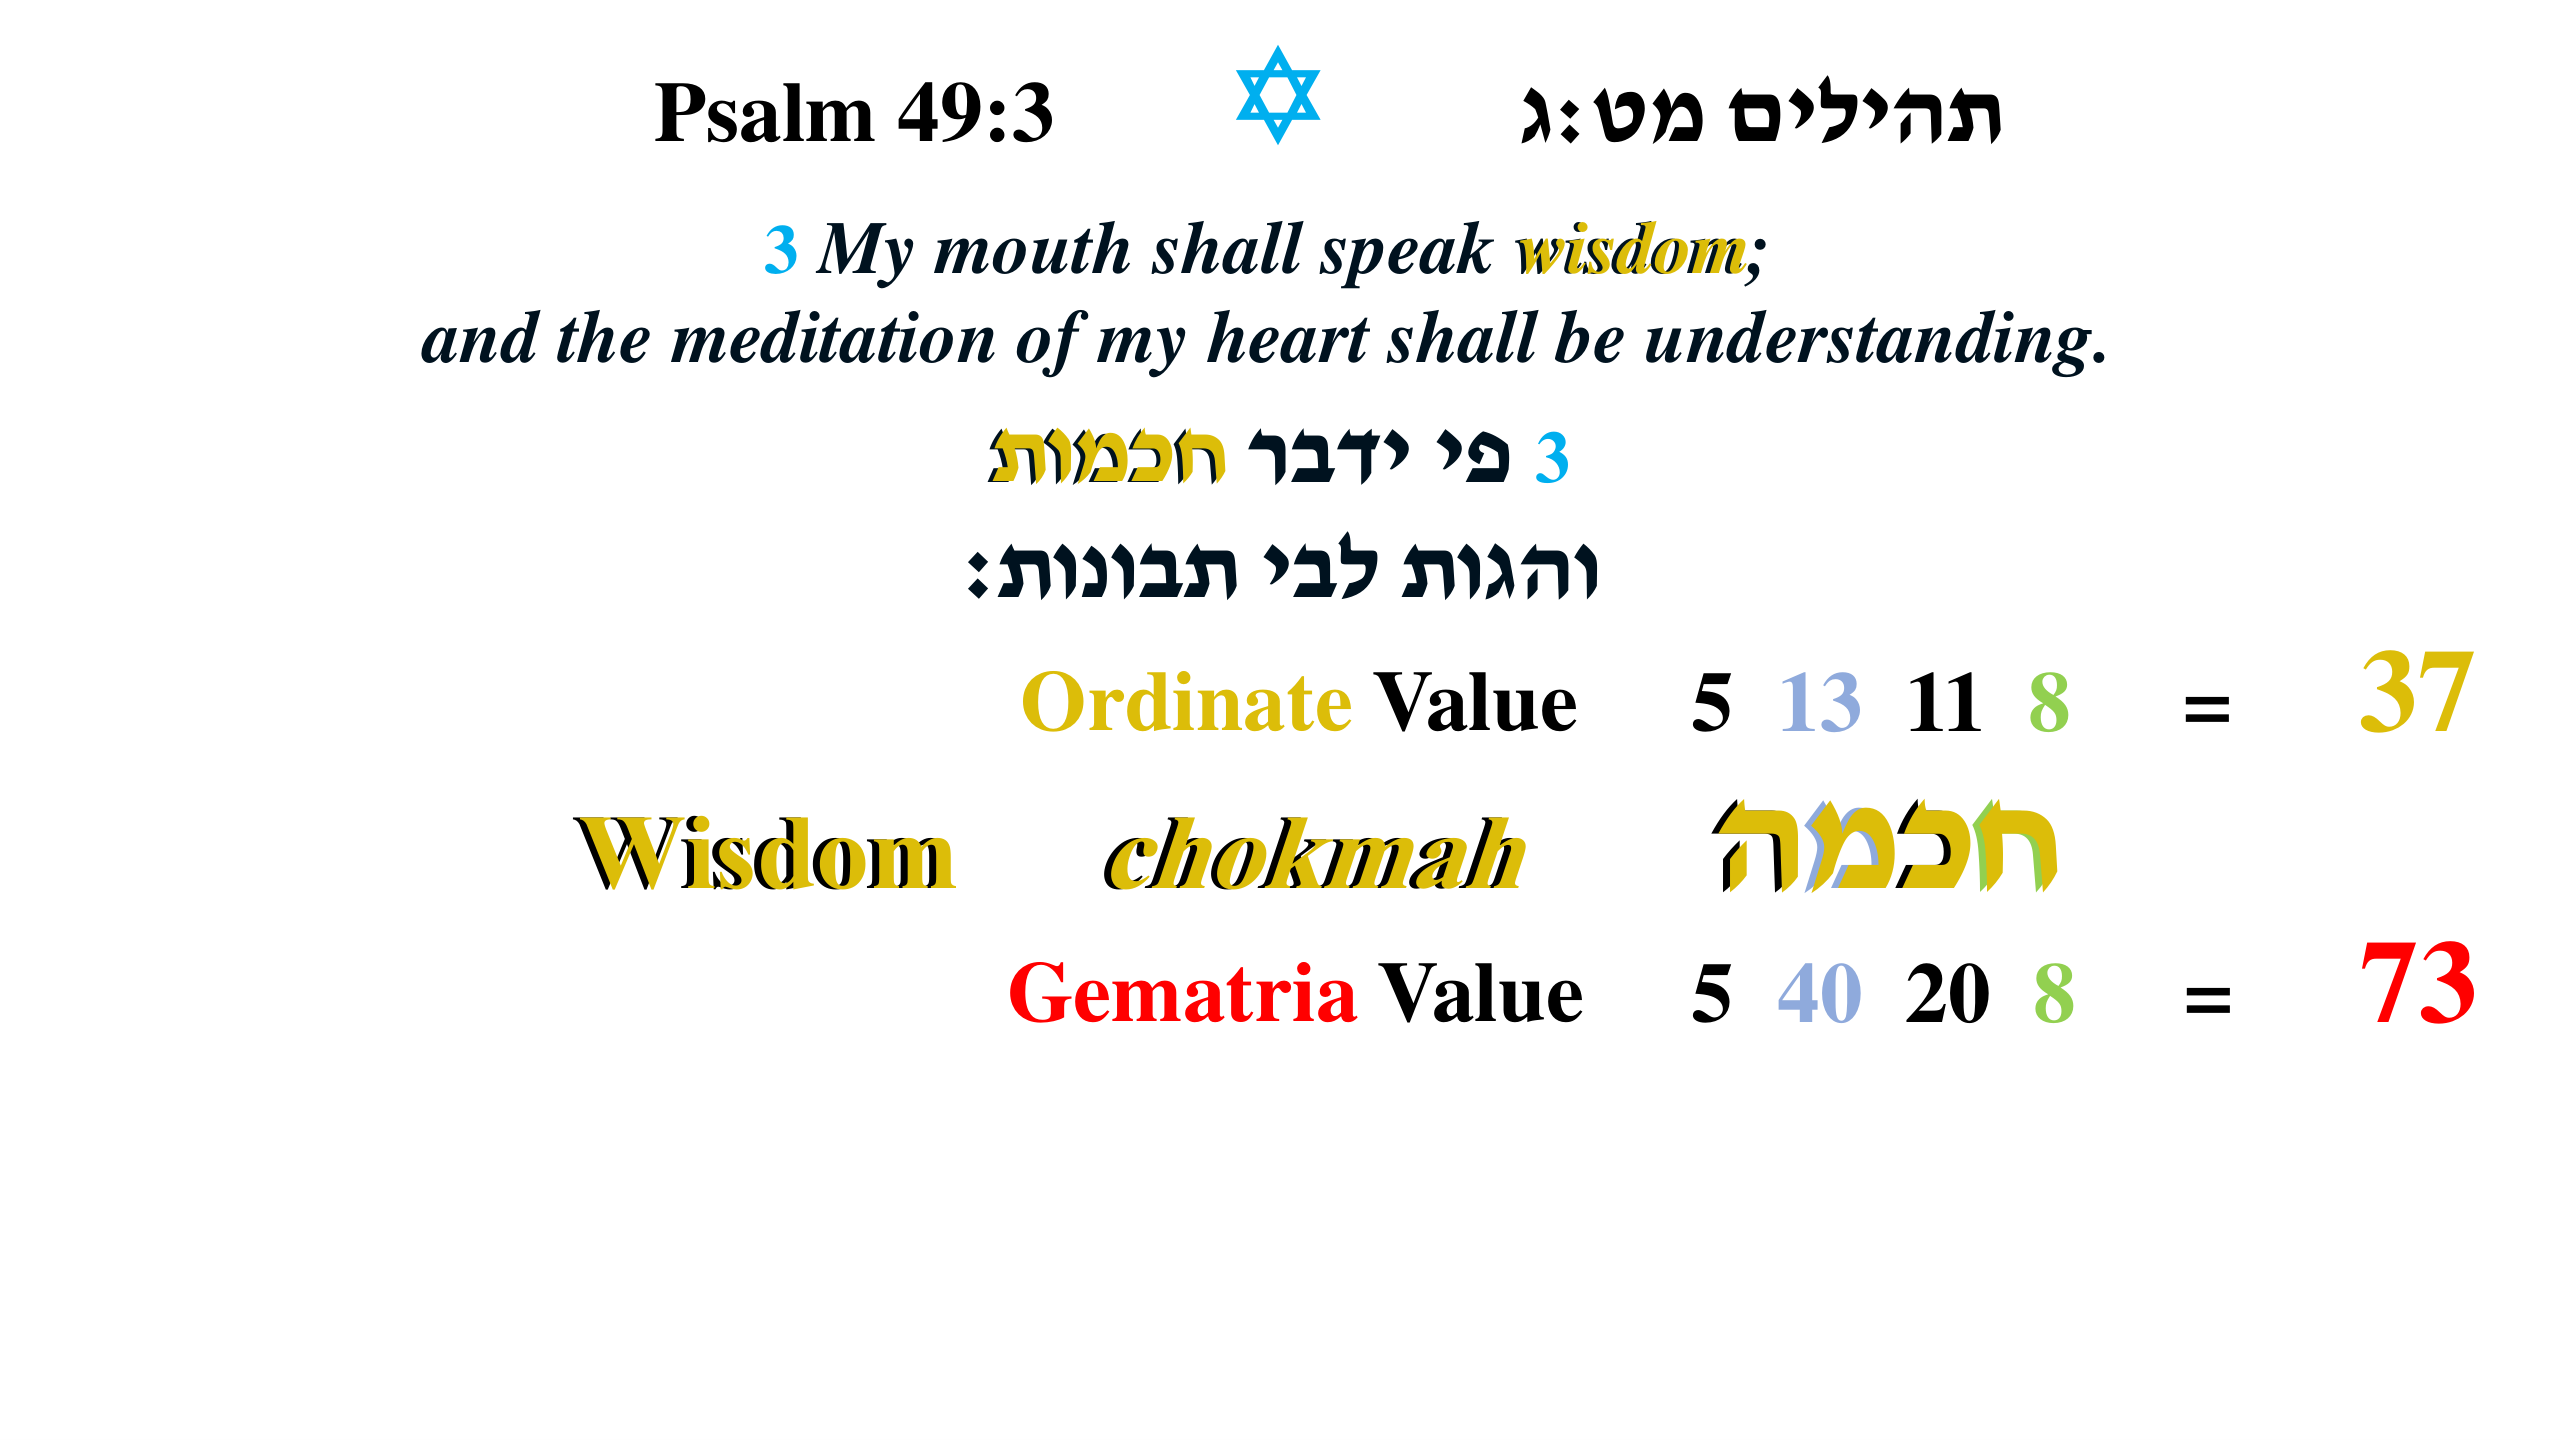 Psalm 49:3 ✡ תהילים מט:ג
3 My mouth shall speak wisdom;
and the meditation of my heart shall be understanding.
3 פי ידבר חכמות
והגות לבי תבונות:
Ordinate Value 5 13 11 8 = 37
Wisdom chokmah חכמה
Gematria Value 5 40 20 8 = 73